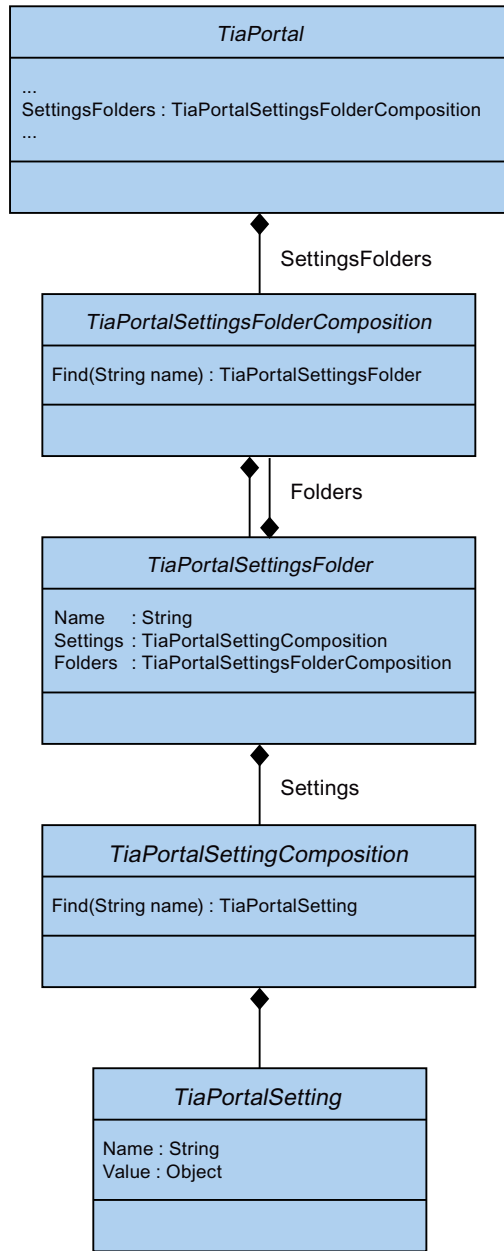 TiaPortal
...
SettingsFolders : TiaPortalSettingsFolderComposition
...
SettingsFolders
TiaPortalSettingsFolderComposition
Find(String name) : TiaPortalSettingsFolder
Folders
TiaPortalSettingsFolder
Name : String
Settings : TiaPortalSettingComposition
Folders : TiaPortalSettingsFolderComposition
Settings
TiaPortalSettingComposition
Find(String name) : TiaPortalSetting
TiaPortalSetting
Name : String
Value : Object